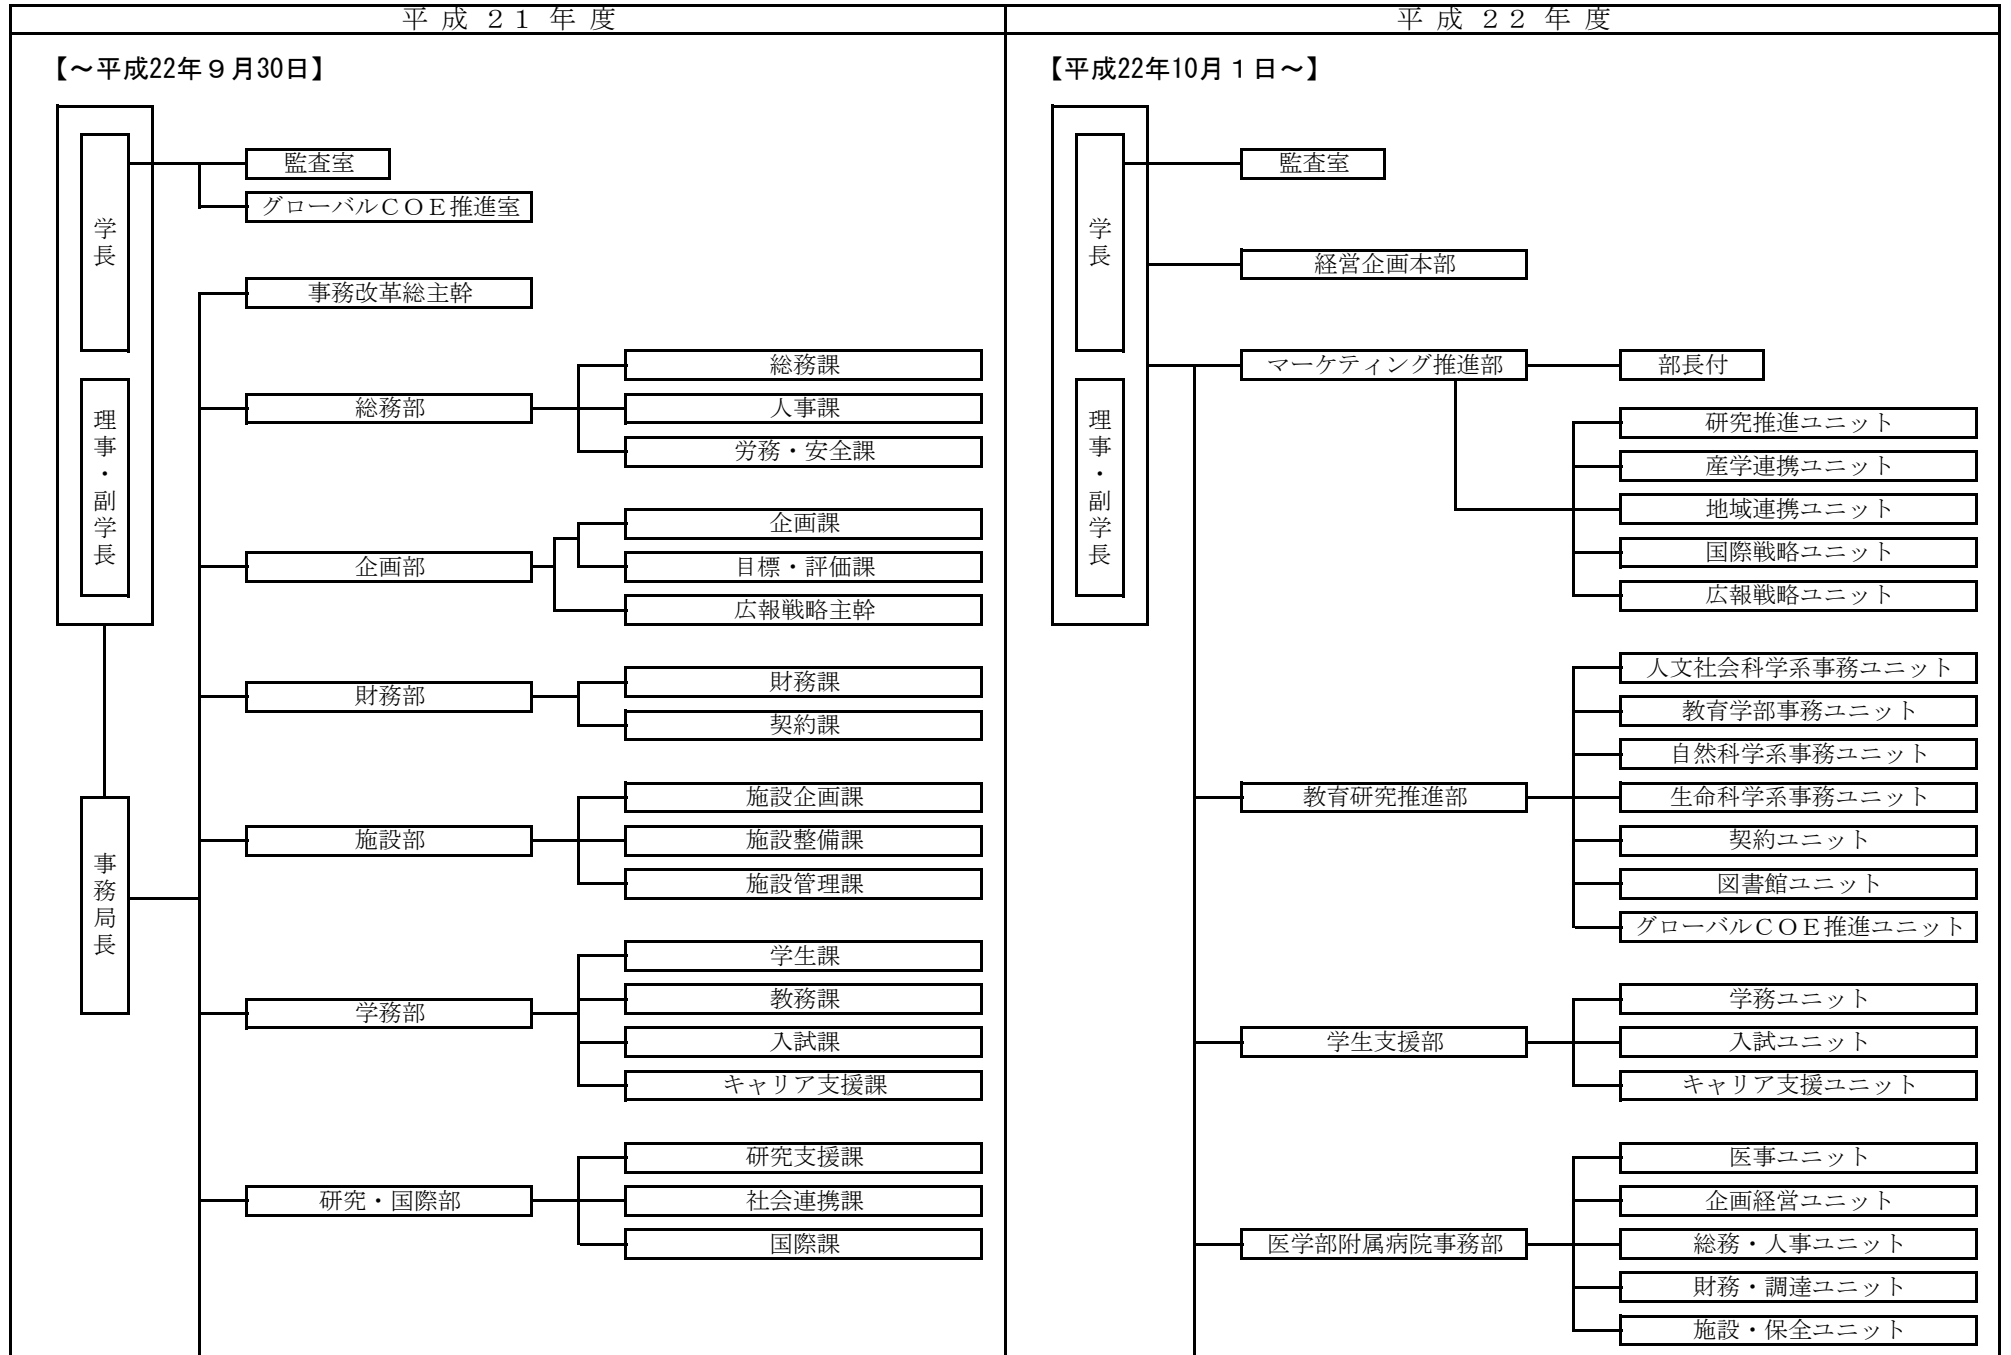 平成２１年度
【～平成22年９月30日】
学長
理事・副学長
事務局長
監査室
グローバルＣＯＥ推進室
事務改革総主幹
総務部
総務課
人事課
労務・安全課
企画部
企画課
目標・評価課
広報戦略主幹
財務部
財務課
契約課
施設部
施設企画課
施設整備課
施設管理課
学務部
学生課
教務課
入試課
キャリア支援課
研究・国際部
研究支援課
社会連携課
国際課
平成２２年度
【平成22年10月１日～】
学長
理事・副学長
監査室
経営企画本部
マーケティング推進部
部長付
研究推進ユニット
産学連携ユニット
地域連携ユニット
国際戦略ユニット
広報戦略ユニット
教育研究推進部
人文社会科学系事務ユニット
教育学部事務ユニット
自然科学系事務ユニット
生命科学系事務ユニット
契約ユニット
図書館ユニット
グローバルＣＯＥ推進ユニット
学生支援部
学務ユニット
入試ユニット
キャリア支援ユニット
医学部附属病院事務部
医事ユニット
企画経営ユニット
総務・人事ユニット
財務・調達ユニット
施設・保全ユニット